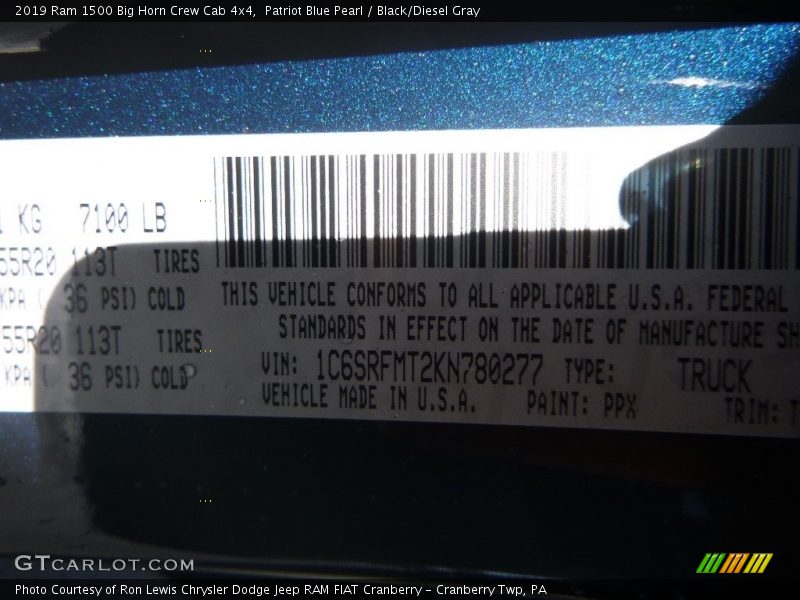 2019 Ram 1500 Big Horn Crew Cab 4x4, Patriot Blue Pearl / Black/Diesel Gray
KG 7100 LB
55R20 113T TIRES
KPA ( 36 PSI) COLD
55R20 113T TIRES
KPA ( 36 PSI) COLD
THIS VEHICLE CONFORMS TO ALL APPLICABLE U.S.A. FEDERAL
STANDARDS IN EFFECT ON THE DATE OF MANUFACTURE SH
VIN: 1C6SRFMT2KN780277 TYPE: TRUCK
VEHICLE MADE IN U.S.A. PAINT: PPX TRIM: T
GTCARLOT.COM
Photo Courtesy of Ron Lewis Chrysler Dodge Jeep RAM FIAT Cranberry – Cranberry Twp, PA